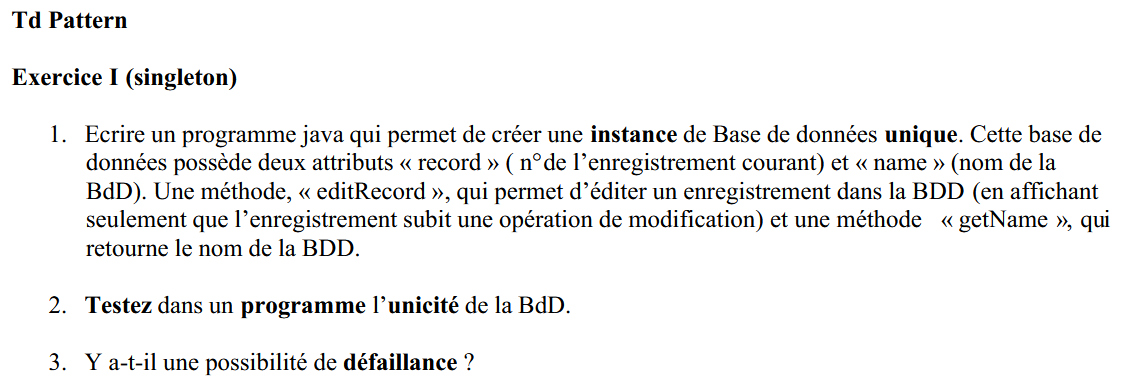 Td Pattern
Exercice I (singleton)
1. Ecrire un programme java qui permet de créer une instance de Base de données unique. Cette base de
données possède deux attributs « record » ( n°de l’enregistrement courant) et « name » (nom de la
BdD). Une méthode, « editRecord », qui permet d’éditer un enregistrement dans la BDD (en affichant
seulement que l’enregistrement subit une opération de modification) et une méthode « getName », qui
retourne le nom de la BDD.
2. Testez dans un programme l’unicité de la BdD.
3. Y a-t-il une possibilité de défaillance ?